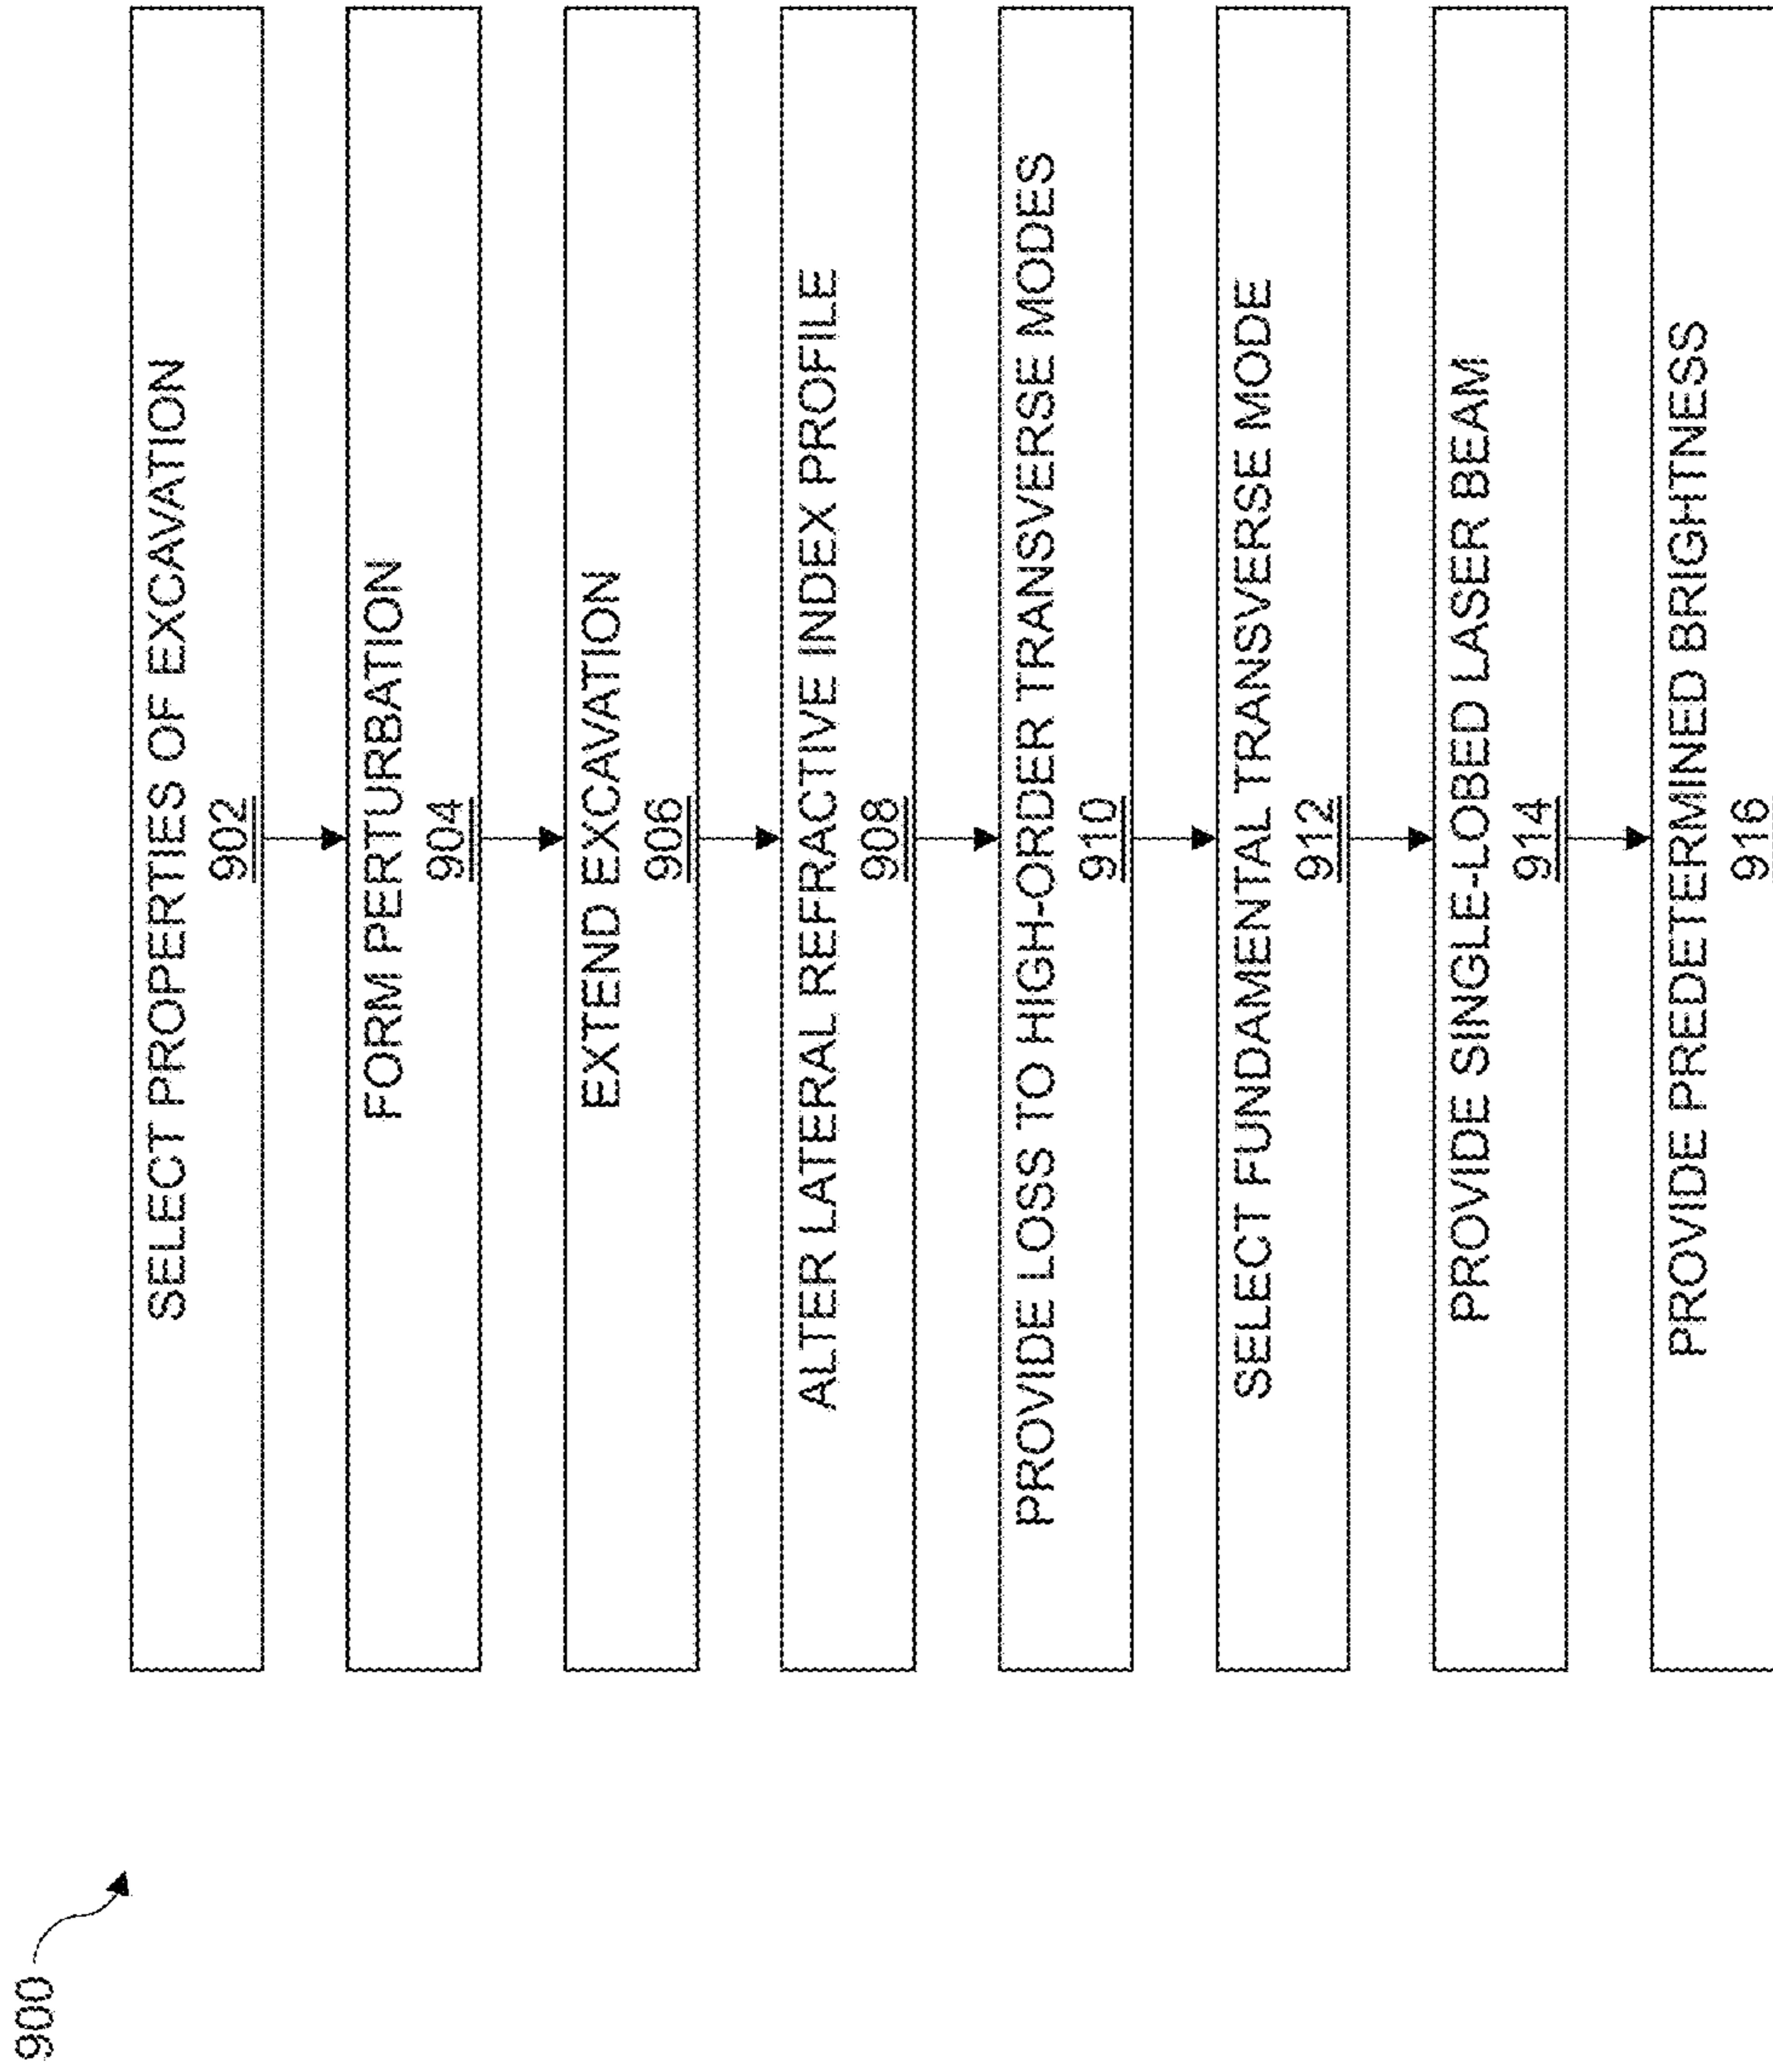 900
SELECT PROPERTIES OF EXCAVATION
902
FORM PERTURBATION
904
EXTEND EXCAVATION
906
ALTER LATERAL REFRACTIVE INDEX PROFILE
908
PROVIDE LOSS TO HIGH-ORDER TRANSVERSE MODES
910
SELECT FUNDAMENTAL TRANSVERSE MODE
912
PROVIDE SINGLE-LOBED LASER BEAM
914
PROVIDE PREDETERMINED BRIGHTNESS
916